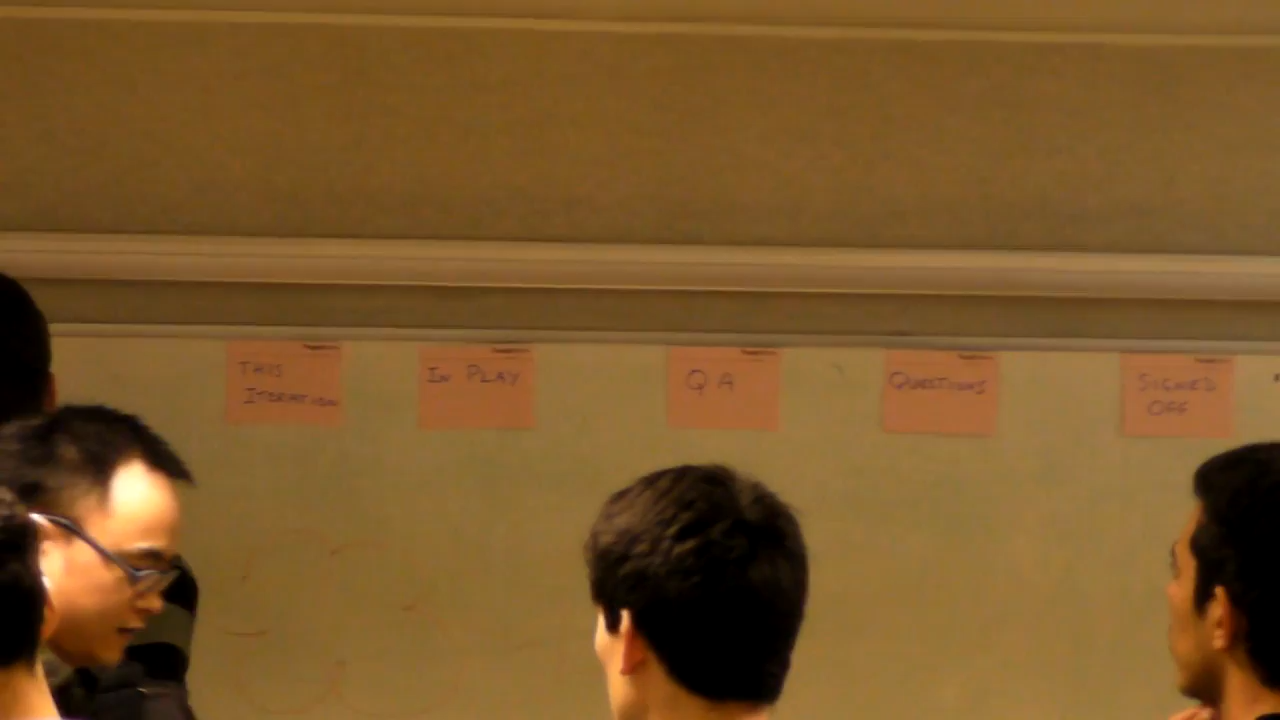 THIS
ITERATION
IN PLAY
QA
QUESTIONS
SIGNED
OFF